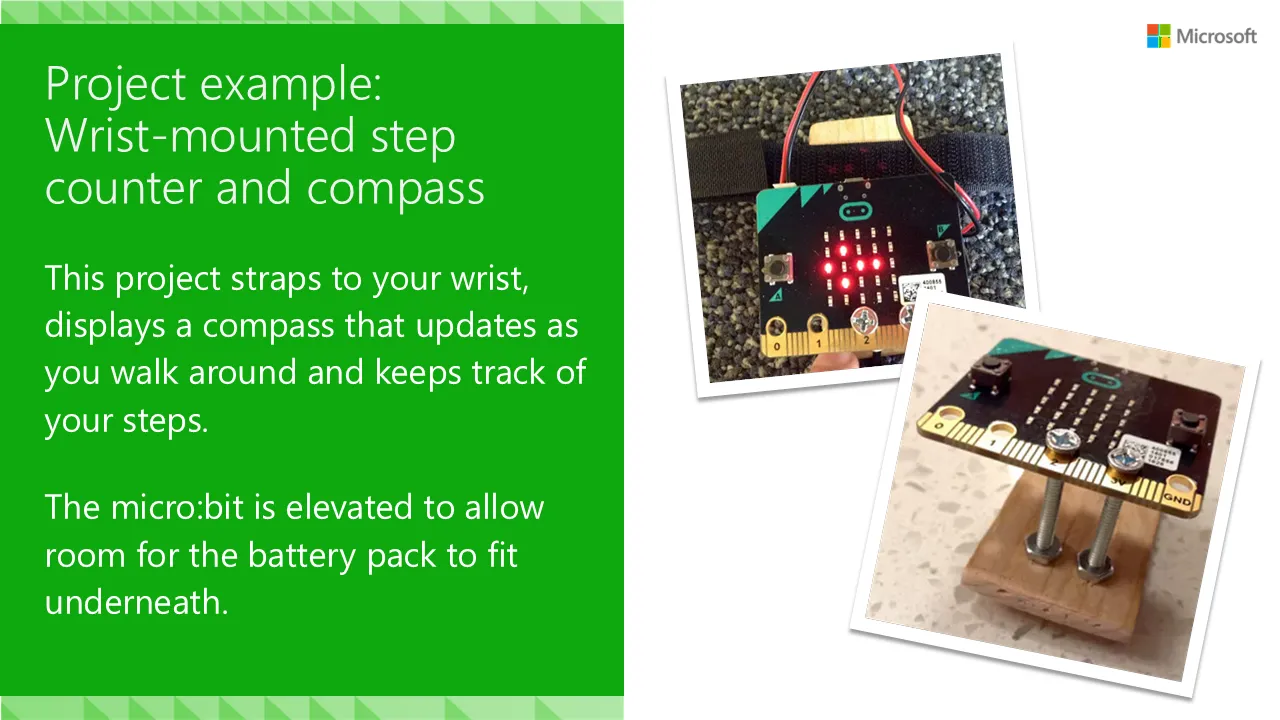 Project example:
Wrist-mounted step
counter and compass
This project straps to your wrist,
displays a compass that updates as
you walk around and keeps track of
your steps.
The micro:bit is elevated to allow
room for the battery pack to fit
underneath.
Microsoft
B
A
0 1 2
0 1 2 3V GND